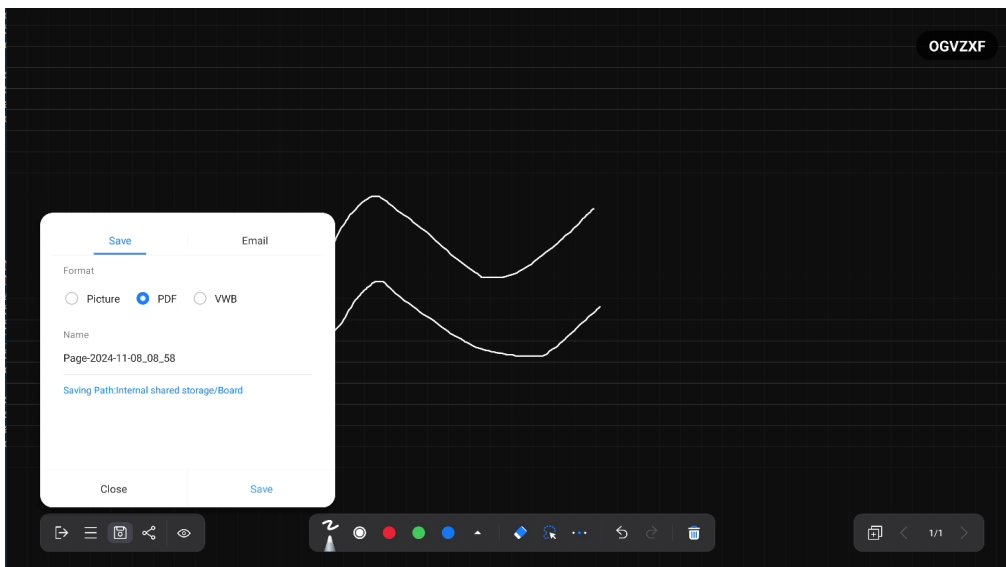 OGVZXF
Save Email
Format
Picture PDF VWB
Name
Page-2024-11-08_08_58
Saving Path:Internal shared storage/Board
Close Save
1/1